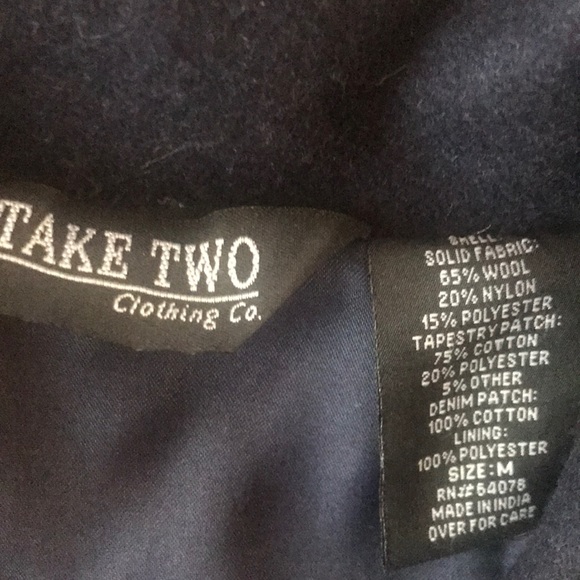 TAKE TWO
Clothing Co.
SHELL:
SOLID FABRIC:
65% WOOL
20% NYLON
15% POLYESTER
TAPESTRY PATCH:
75% COTTON
20% POLYESTER
5% OTHER
DENIM PATCH:
100% COTTON
LINING:
100% POLYESTER
SIZE: M
RN# 54078
MADE IN INDIA
OVER FOR CARE